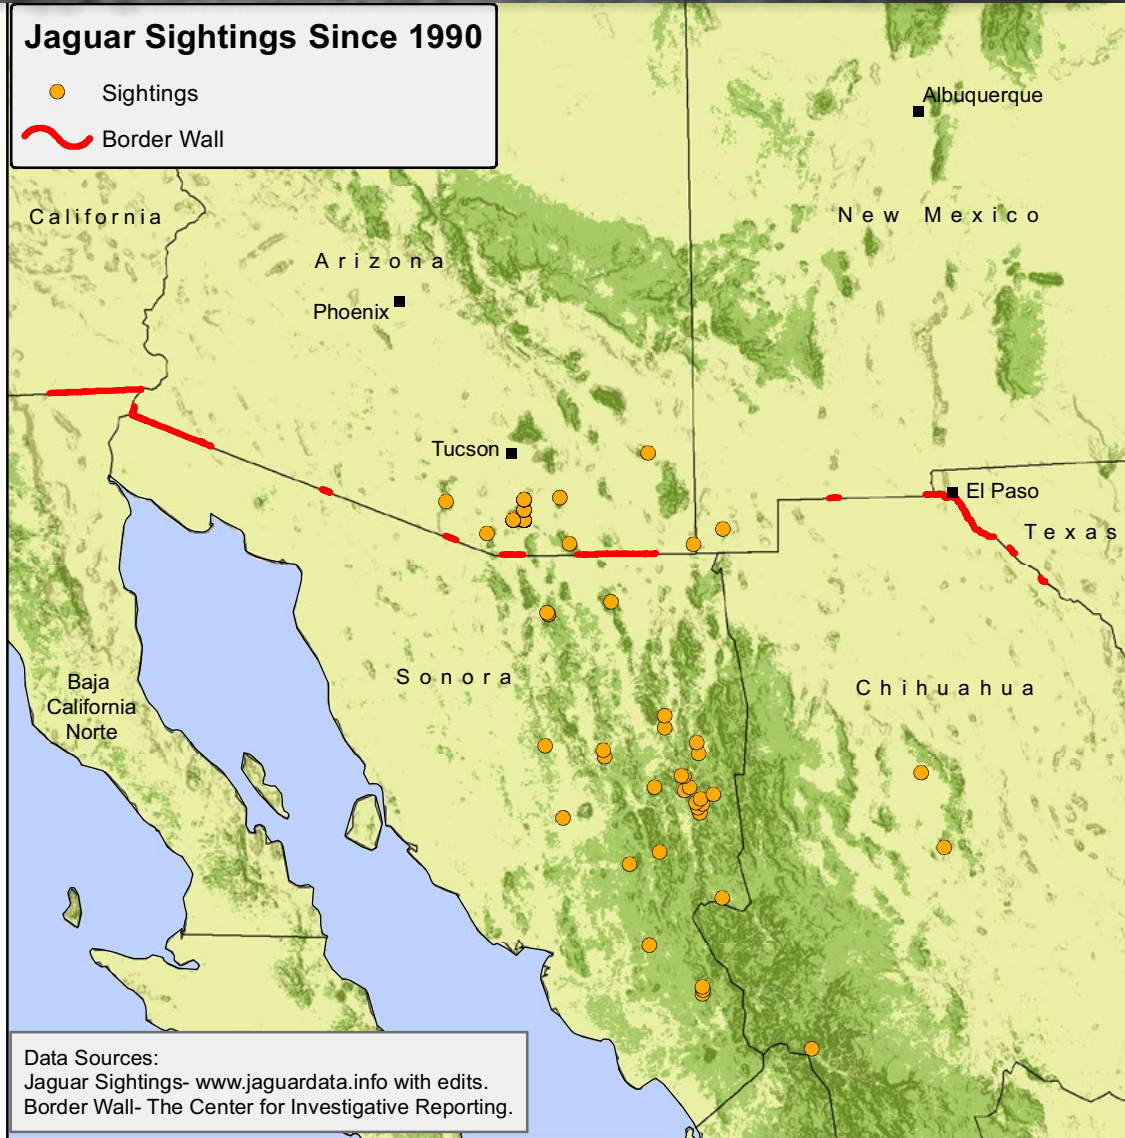 Jaguar Sightings Since 1990
Sightings
Border Wall
Albuquerque
California
New Mexico
Arizona
Phoenix
Tucson
El Paso
Texas
Sonora
Baja
California
Norte
Chihuahua
Data Sources:
Jaguar Sightings- www.jaguardata.info with edits.
Border Wall- The Center for Investigative Reporting.